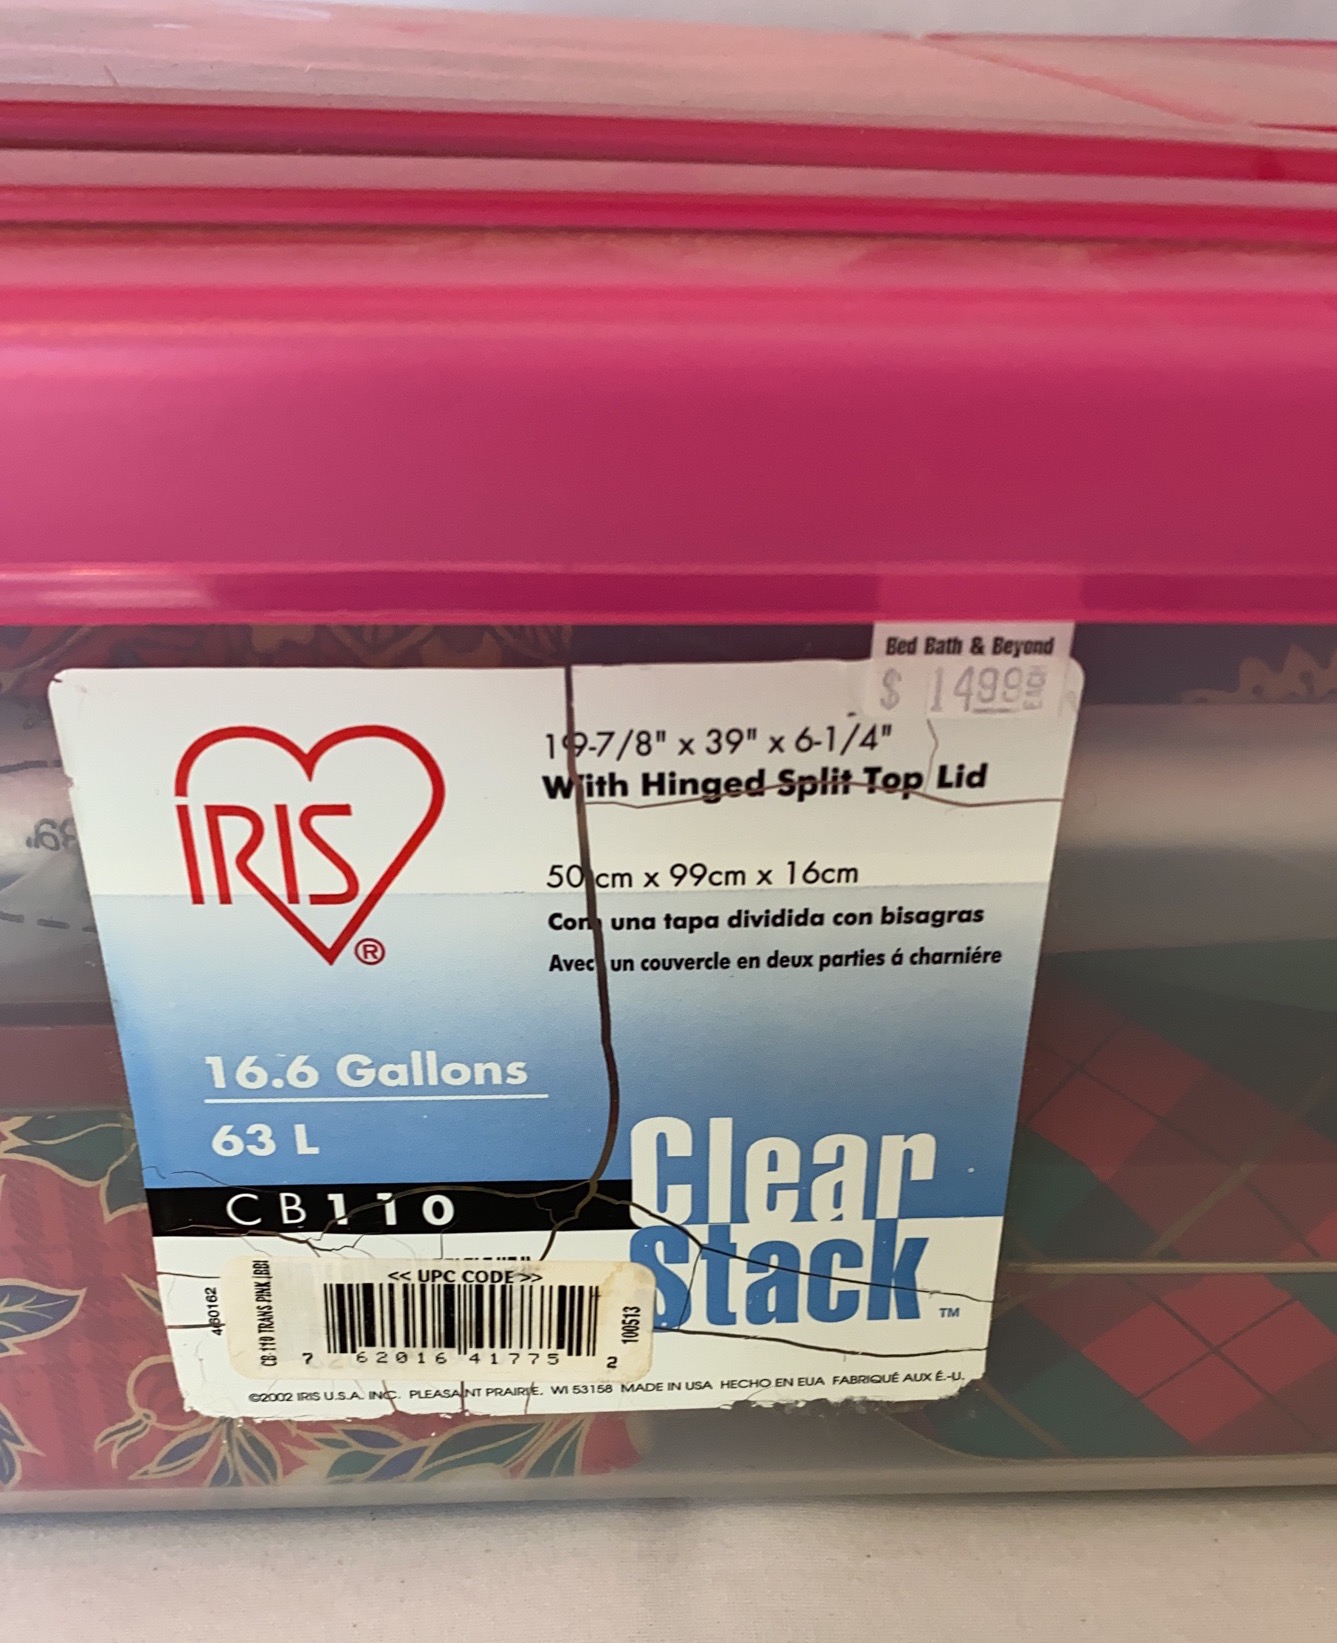 Bed Bath & Beyond
$ 14.99
IRIS®
19-7/8" x 39" x 6-1/4"
With Hinged Split Top Lid
50 cm x 99cm x 16cm
Con una tapa dividida con bisagras
Avec un couvercle en deux parties á charniére
16.6 Gallons
63 L
CB110
Clear
Stack™
460162
CB-110 TRANS PINK (BB)
<< UPC CODE >>
7 62016 41775 2
100513
©2002 IRIS U.S.A. INC. PLEASANT PRAIRIE, WI 53158 MADE IN USA HECHO EN EUA FABRIQUÉ AUX É.-U.